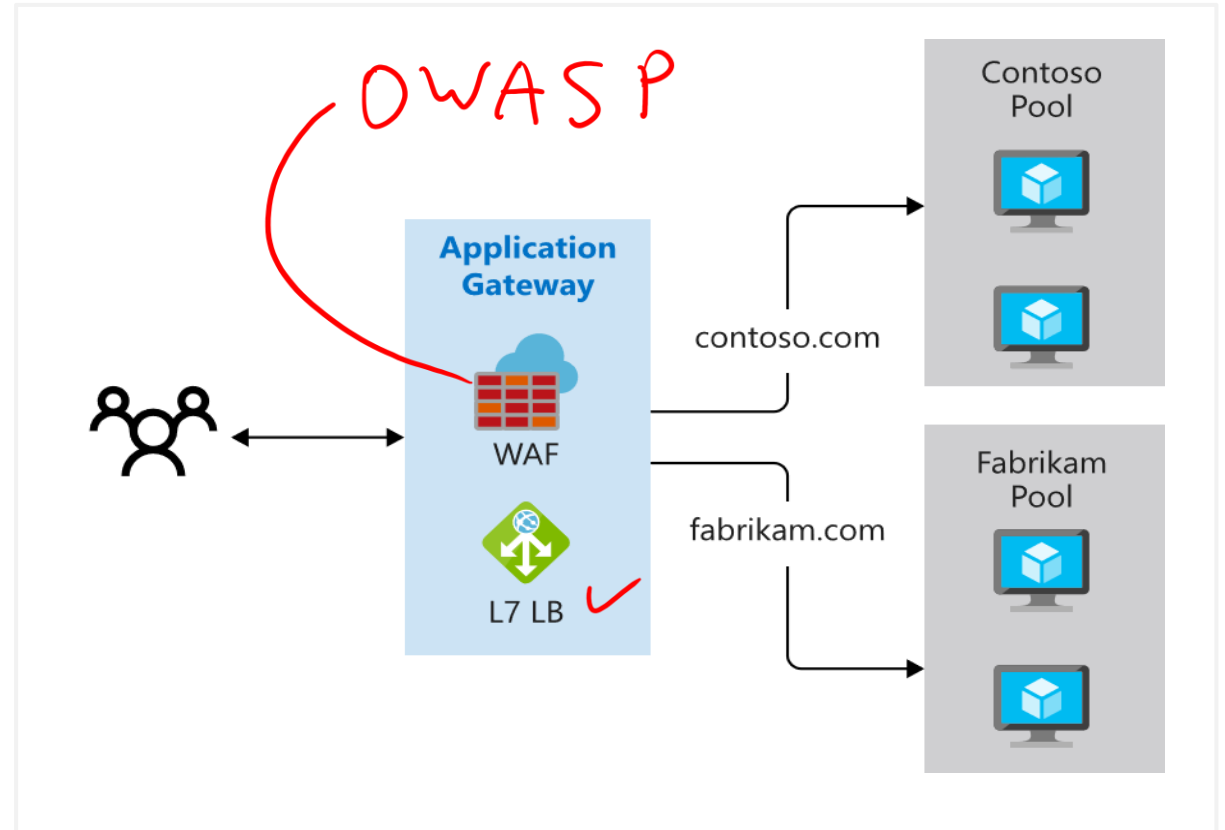 OWASP
Application
Gateway
WAF
L7 LB
contoso.com
fabrikam.com
Contoso
Pool
Fabrikam
Pool